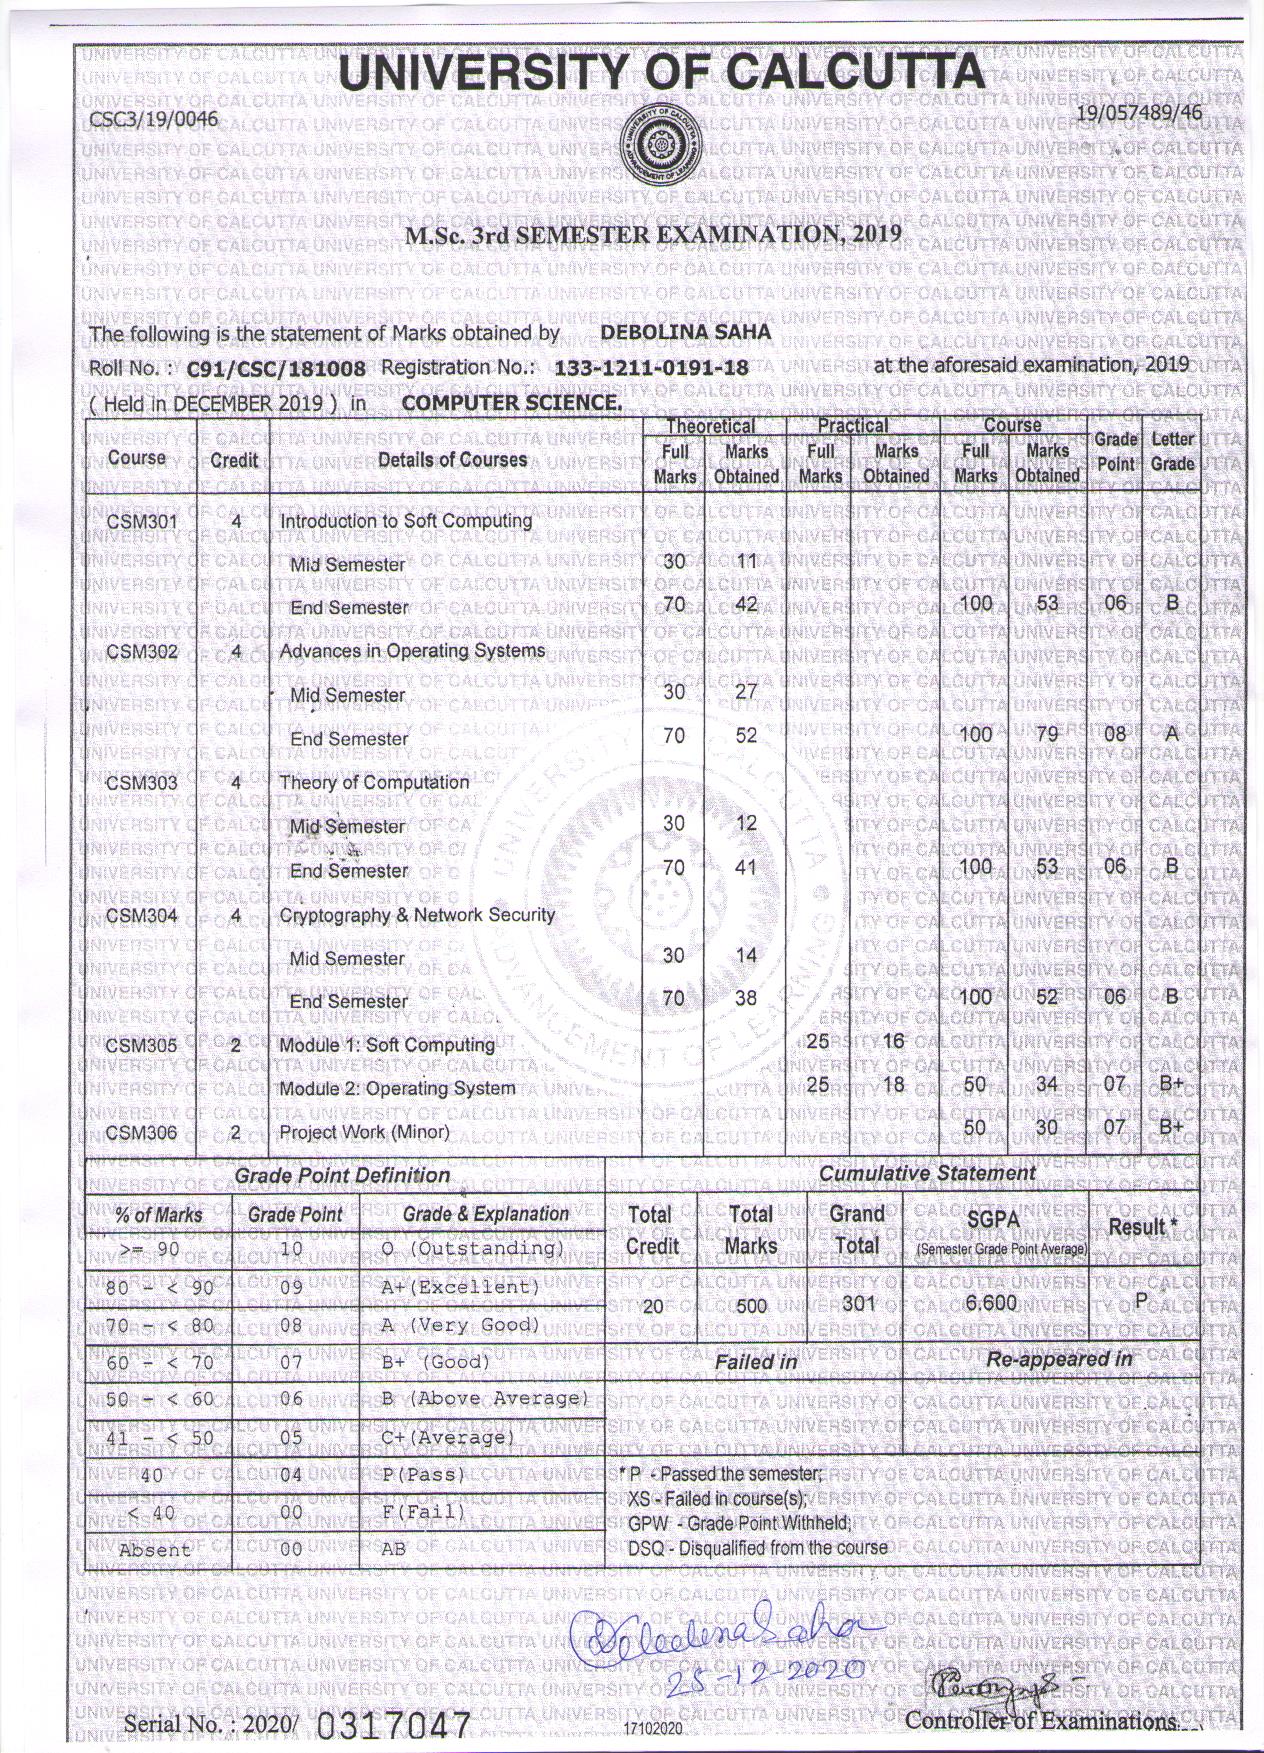 UNIVERSITY OF CALCUTTA
CSC3/19/0046 19/057489/46
UNIVERSITY OF CALCUTTA
ADVANCEMENT OF LEARNING
M.Sc. 3rd SEMESTER EXAMINATION, 2019
The following is the statement of Marks obtained by DEBOLINA SAHA
Roll No. : C91/CSC/181008 Registration No.: 133-1211-0191-18 at the aforesaid examination, 2019
( Held in DECEMBER 2019 ) in COMPUTER SCIENCE.
Theoretical Practical Course
Course Credit Details of Courses Full Marks Marks Obtained Full Marks Marks Obtained Full Marks Marks Obtained Grade Point Letter Grade
CSM301 4 Introduction to Soft Computing
Mid Semester 30 11
End Semester 70 42 100 53 06 B
CSM302 4 Advances in Operating Systems
Mid Semester 30 27
End Semester 70 52 100 79 08 A
CSM303 4 Theory of Computation
Mid Semester 30 12
End Semester 70 41 100 53 06 B
CSM304 4 Cryptography & Network Security
Mid Semester 30 14
End Semester 70 38 100 52 06 B
CSM305 2 Module 1: Soft Computing 25 16
Module 2: Operating System 25 18 50 34 07 B+
CSM306 2 Project Work (Minor) 50 30 07 B+
Grade Point Definition
% of Marks Grade Point Grade & Explanation
>= 90 10 O (Outstanding)
80 - < 90 09 A+(Excellent)
70 - < 80 08 A (Very Good)
60 - < 70 07 B+ (Good)
50 - < 60 06 B (Above Average)
41 - < 50 05 C+(Average)
40 04 P(Pass)
< 40 00 F(Fail)
Absent 00 AB
Cumulative Statement
Total Credit Total Marks Grand Total SGPA (Semester Grade Point Average) Result *
20 500 301 6.600 P
Failed in Re-appeared in
* P - Passed the semester;
XS - Failed in course(s);
GPW - Grade Point Withheld;
DSQ - Disqualified from the course
Debolina Saha
28-12-2020
Serial No. : 2020/ 0317047 17102020 Controller of Examinations